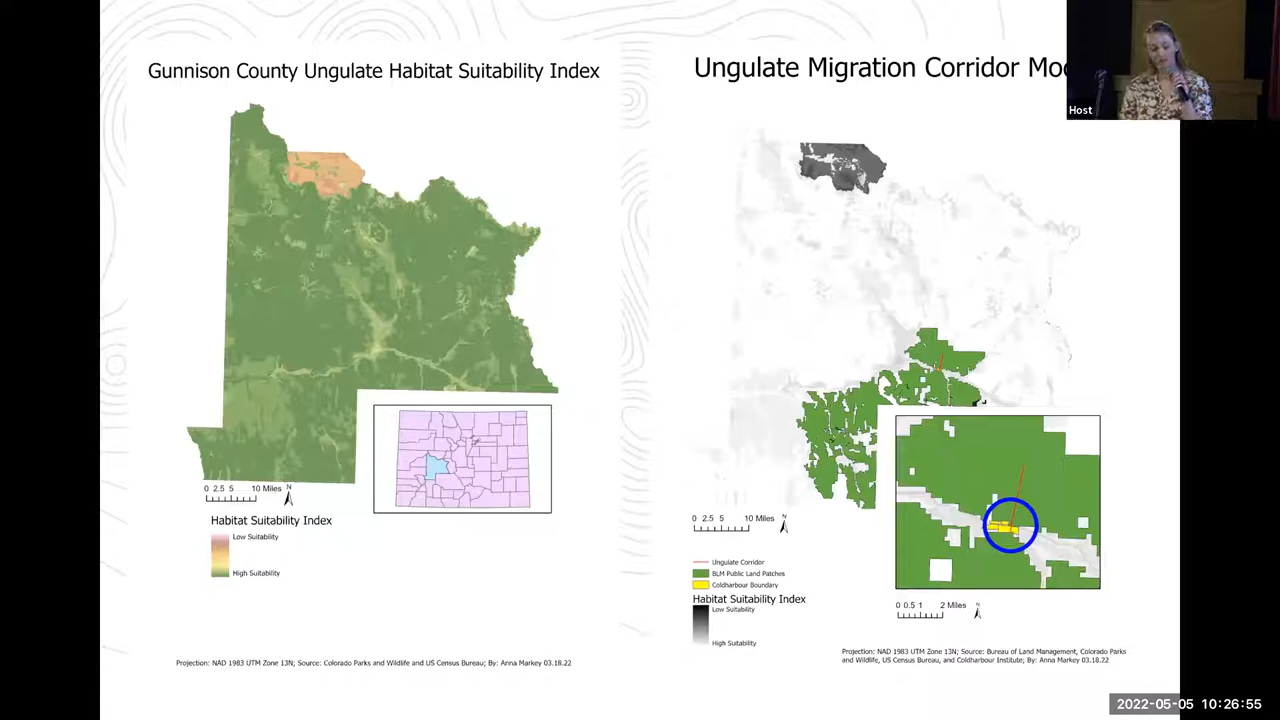 Gunnison County Ungulate Habitat Suitability Index
0 2.5 5 10 Miles
N
Habitat Suitability Index
Low Suitability
High Suitability
Projection: NAD 1983 UTM Zone 13N; Source: Colorado Parks and Wildlife and US Census Bureau; By: Anna Markey 03.18.22
Ungulate Migration Corridor Mo
0 2.5 5 10 Miles
N
Ungulate Corridor
BLM Public Land Patches
Coldharbour Boundary
Habitat Suitability Index
Low Suitability
High Suitability
0 0.5 1 2 Miles
N
Projection: NAD 1983 UTM Zone 13N; Source: Bureau of Land Management, Colorado Parks
and Wildlife, US Census Bureau, and Coldharbour Institute; By: Anna Markey 03.18.22
Host
2022-05-05 10:26:55